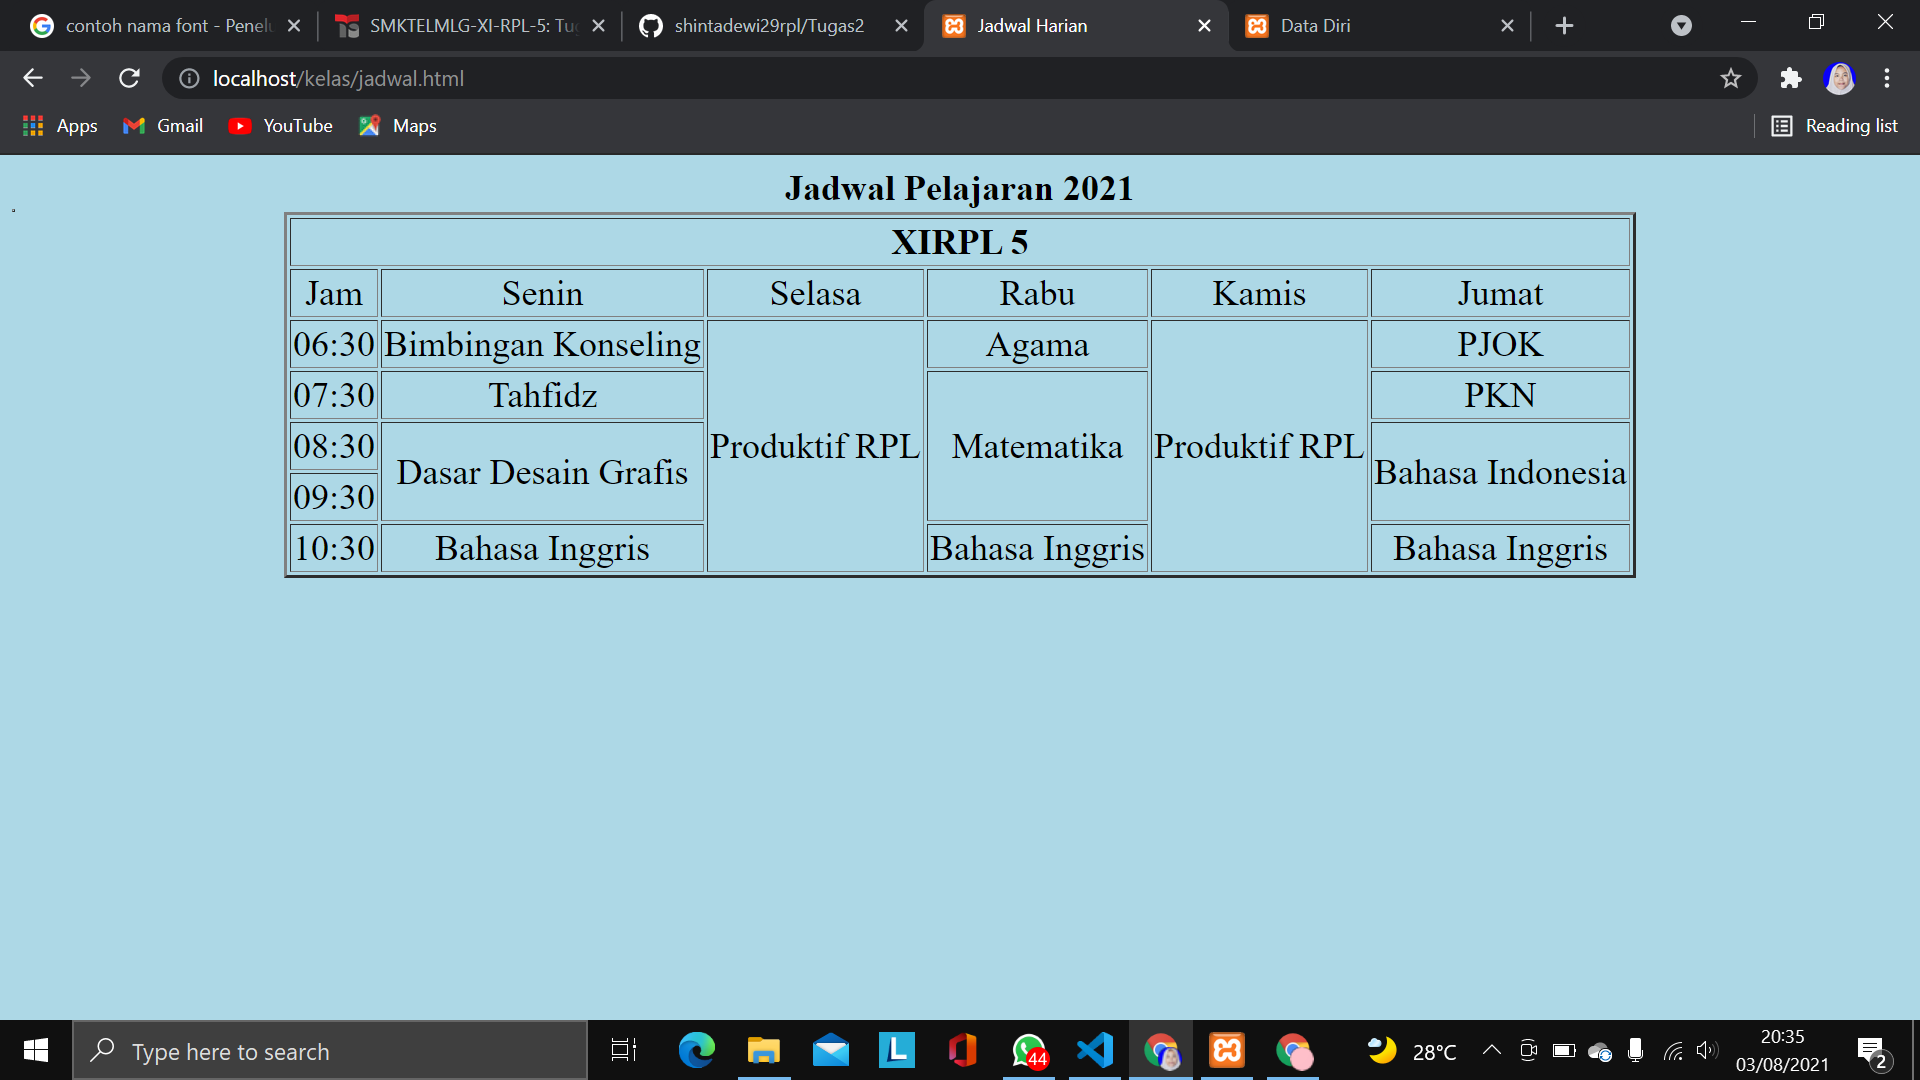 contoh nama font - Penel
SMKTELMLG-XI-RPL-5: Tug
shintadewi29rpl/Tugas2
Jadwal Harian
Data Diri
localhost/kelas/jadwal.html
Apps
Gmail
YouTube
Maps
Reading list
Jadwal Pelajaran 2021
XIRPL 5
Jam Senin Selasa Rabu Kamis Jumat
06:30 Bimbingan Konseling Agama PJOK
07:30 Tahfidz PKN
08:30 Dasar Desain Grafis Produktif RPL Matematika Produktif RPL Bahasa Indonesia
09:30
10:30 Bahasa Inggris Bahasa Inggris Bahasa Inggris
Type here to search
L
44
28°C
20:35
03/08/2021
2